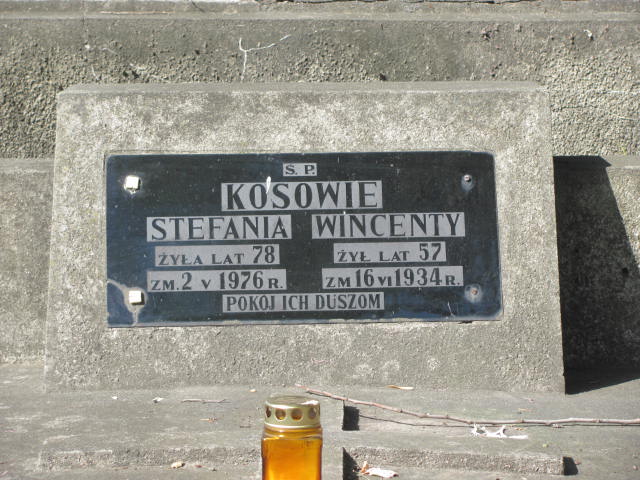 Ś. P.
KOSOWIE
STEFANIA WINCENTY
ŻYŁA LAT 78 ŻYŁ LAT 57
ZM. 2 V 1976 R. ZM 16 VI 1934 R.
POKÓJ ICH DUSZOM